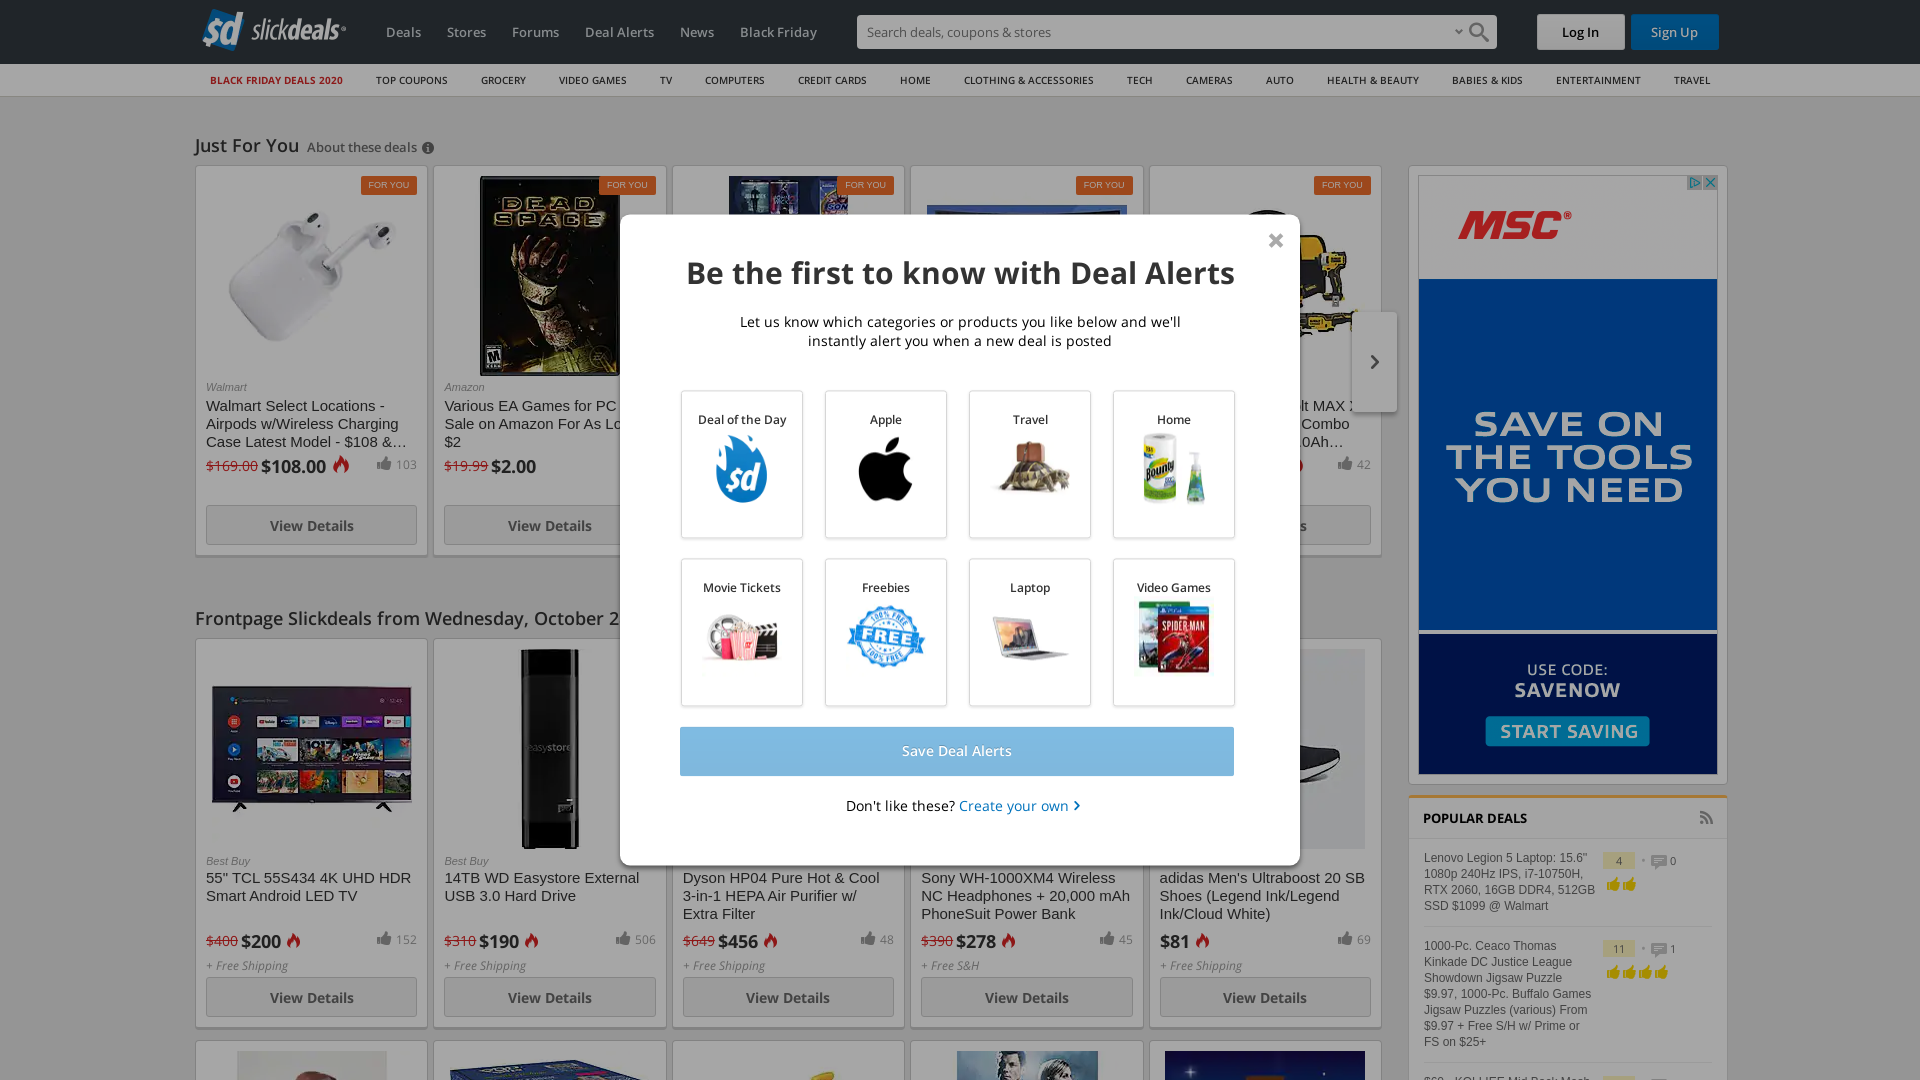 $d slickdeals
Deals
Stores
Forums
Deal Alerts
News
Black Friday
Search deals, coupons & stores
Log In
Sign Up
BLACK FRIDAY DEALS 2020
TOP COUPONS
GROCERY
VIDEO GAMES
TV
COMPUTERS
CREDIT CARDS
HOME
CLOTHING & ACCESSORIES
TECH
CAMERAS
AUTO
HEALTH & BEAUTY
BABIES & KIDS
ENTERTAINMENT
TRAVEL
Just For You
About these deals
FOR YOU
FOR YOU
FOR YOU
FOR YOU
FOR YOU
DEAD SPACE
Walmart
Walmart Select Locations -
Airpods w/Wireless Charging
Case Latest Model - $108 &…
$169.00 $108.00
103
View Details
Amazon
Various EA Games for PC
Sale on Amazon For As Lo
$2
$19.99 $2.00
View Details
lt MAX
Combo
.0Ah…
42
s
Be the first to know with Deal Alerts
Let us know which categories or products you like below and we'll
instantly alert you when a new deal is posted
Deal of the Day
$d
Apple
Travel
Home
Bounty
Movie Tickets
Freebies
100% FREE
FREE
100% FREE
Laptop
Video Games
SPIDER-MAN
Save Deal Alerts
Don't like these? Create your own
MSC®
SAVE ON
THE TOOLS
YOU NEED
USE CODE:
SAVENOW
START SAVING
Frontpage Slickdeals from Wednesday, October 2
easystore
Best Buy
55" TCL 55S434 4K UHD HDR
Smart Android LED TV
$400 $200
152
+ Free Shipping
View Details
Best Buy
14TB WD Easystore External
USB 3.0 Hard Drive
$310 $190
506
+ Free Shipping
View Details
Dyson HP04 Pure Hot & Cool
3-in-1 HEPA Air Purifier w/
Extra Filter
$649 $456
48
+ Free Shipping
View Details
Sony WH-1000XM4 Wireless
NC Headphones + 20,000 mAh
PhoneSuit Power Bank
$390 $278
45
+ Free S&H
View Details
adidas Men's Ultraboost 20 SB
Shoes (Legend Ink/Legend
Ink/Cloud White)
$81
69
+ Free Shipping
View Details
POPULAR DEALS
Lenovo Legion 5 Laptop: 15.6"
1080p 240Hz IPS, i7-10750H,
RTX 2060, 16GB DDR4, 512GB
SSD $1099 @ Walmart
4
0
1000-Pc. Ceaco Thomas
Kinkade DC Justice League
Showdown Jigsaw Puzzle
$9.97, 1000-Pc. Buffalo Games
Jigsaw Puzzles (various) From
$9.97 + Free S/H w/ Prime or
FS on $25+
11
1